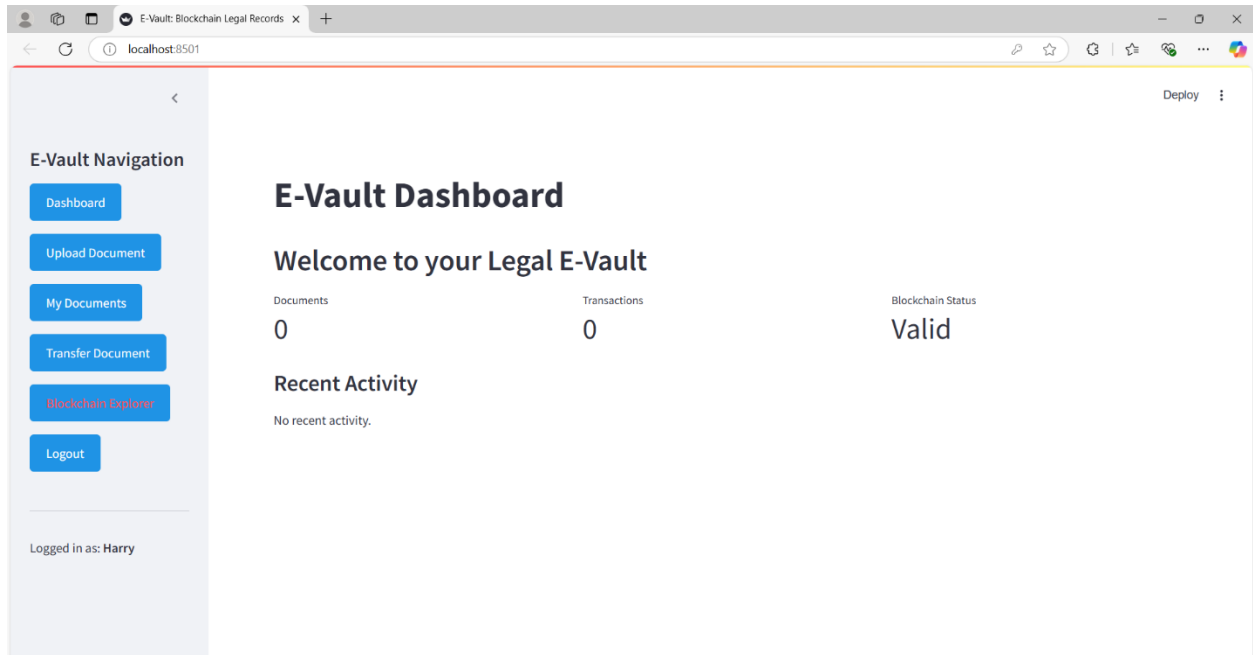 E-Vault: Blockchain Legal Records
localhost:8501
Deploy
E-Vault Navigation
Dashboard
Upload Document
My Documents
Transfer Document
Blockchain Explorer
Logout
Logged in as: Harry
E-Vault Dashboard
Welcome to your Legal E-Vault
Documents Transactions Blockchain Status
0 0 Valid
Recent Activity
No recent activity.